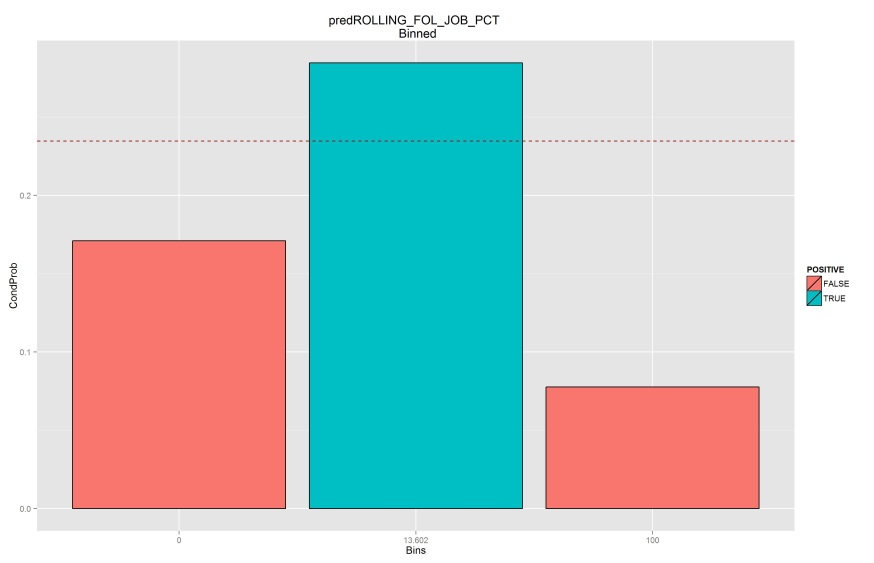 predROLLING_FOL_JOB_PCT
Binned
CondProb
0.2
0.1
0.0
0
13.602
100
Bins
POSITIVE
FALSE
TRUE